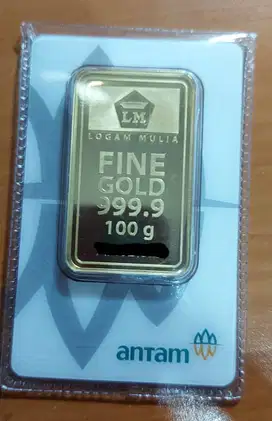 LM
LOGAM MULIA
FINE
GOLD
999.9
100 g
antam